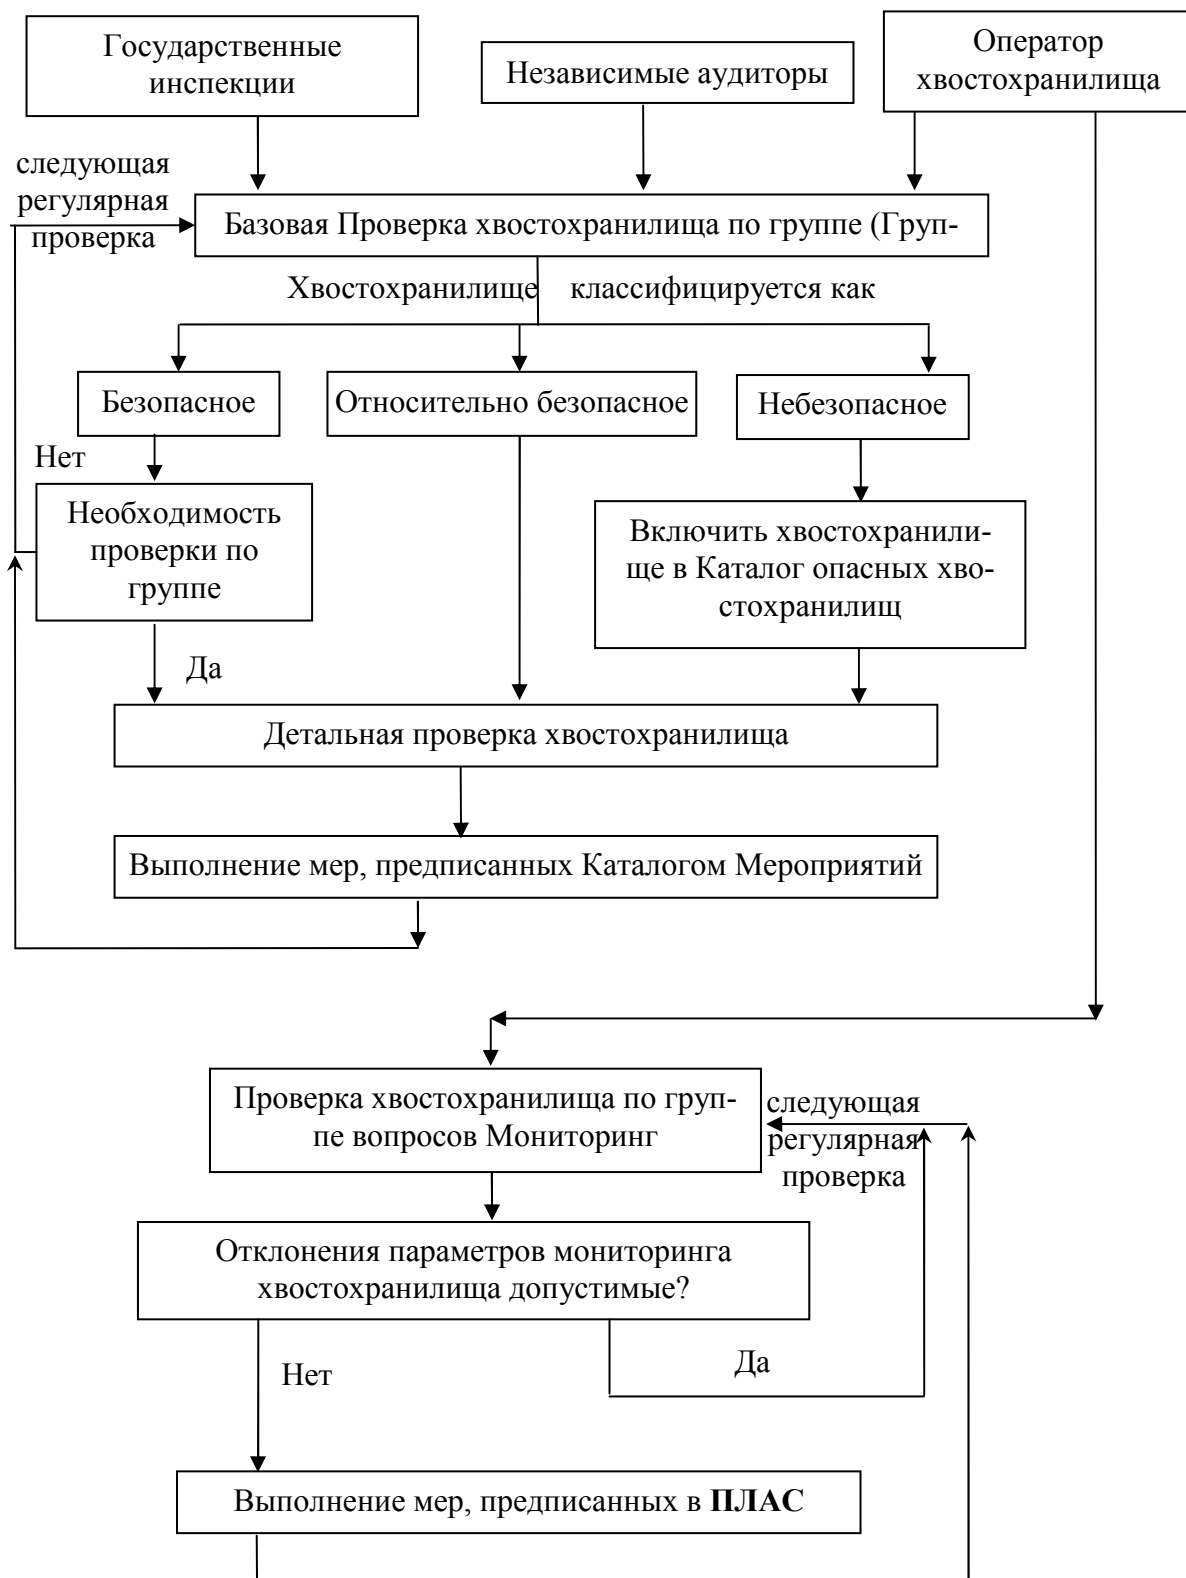 Государственные
инспекции
Независимые аудиторы
Оператор
хвостохранилища
следующая
регулярная
проверка
Базовая Проверка хвостохранилища по группе (Груп-
Хвостохранилище классифицируется как
Безопасное
Относительно безопасное
Небезопасное
Нет
Необходимость
проверки по
группе
Включить хвостохранили-
ще в Каталог опасных хво-
стохранилищ
Да
Детальная проверка хвостохранилища
Выполнение мер, предписанных Каталогом Мероприятий
Проверка хвостохранилища по груп-
пе вопросов Мониторинг
следующая
регулярная
проверка
Отклонения параметров мониторинга
хвостохранилища допустимые?
Нет
Да
Выполнение мер, предписанных в ПЛАС